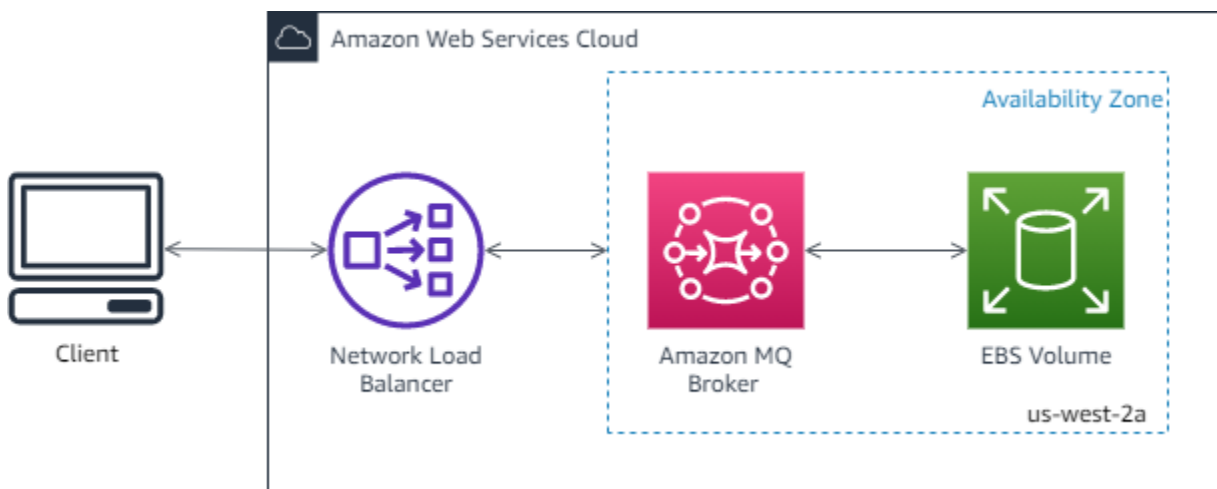 Amazon Web Services Cloud
Availability Zone
Client
Network Load
Balancer
Amazon MQ
Broker
EBS Volume
us-west-2a